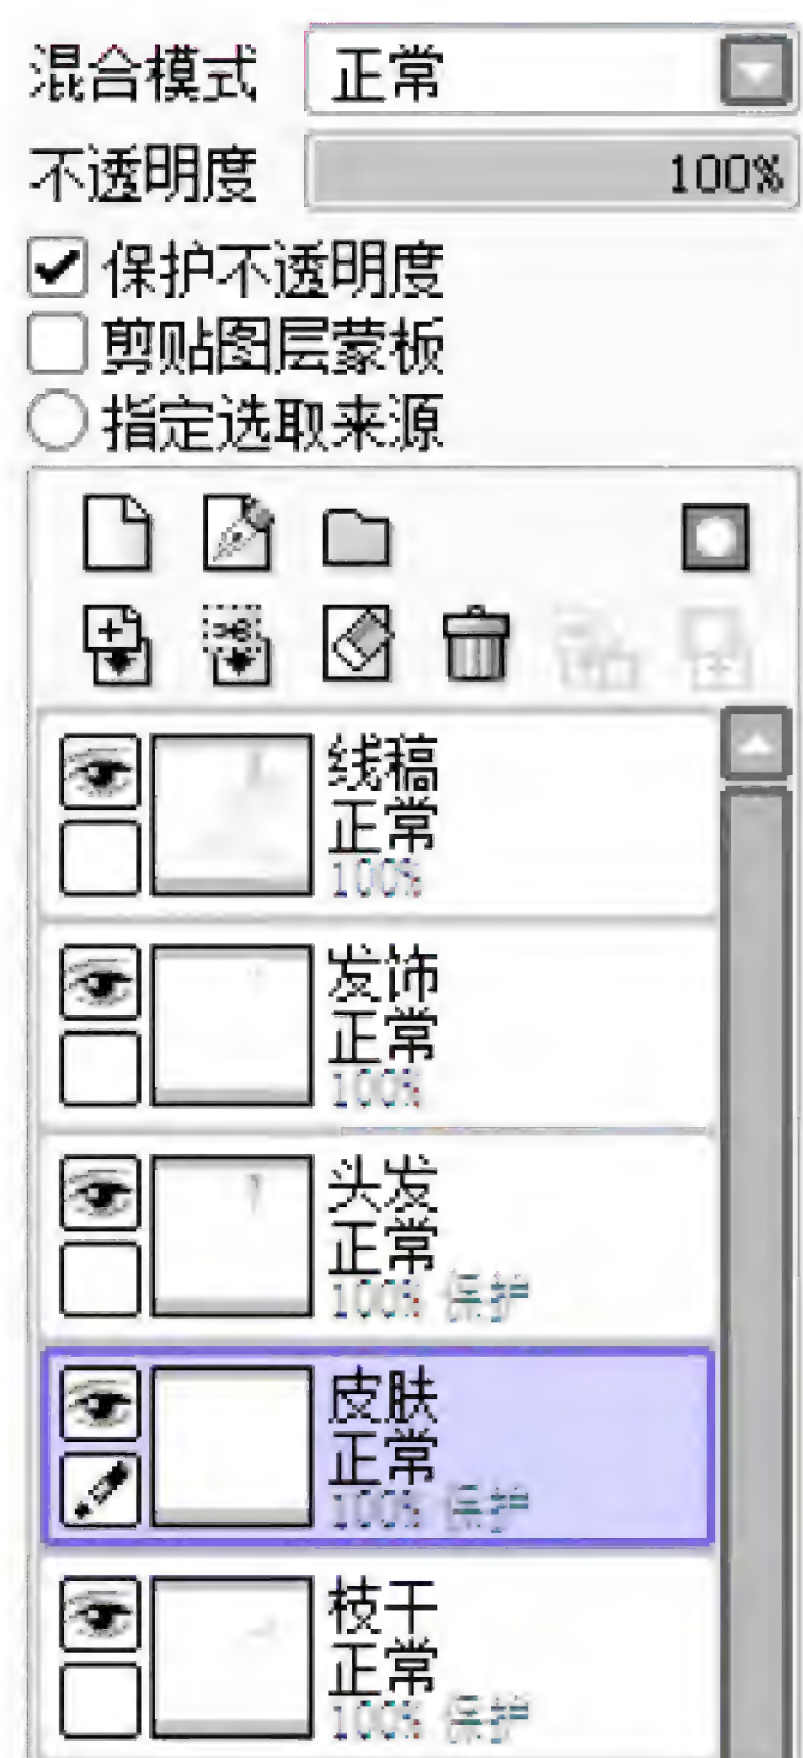 混合模式 正常
不透明度 100%
保护不透明度
剪贴图层蒙板
指定选取来源
线稿
正常
100%
发饰
正常
100%
头发
正常
100% 保护
皮肤
正常
100% 保护
枝干
正常
100% 保护